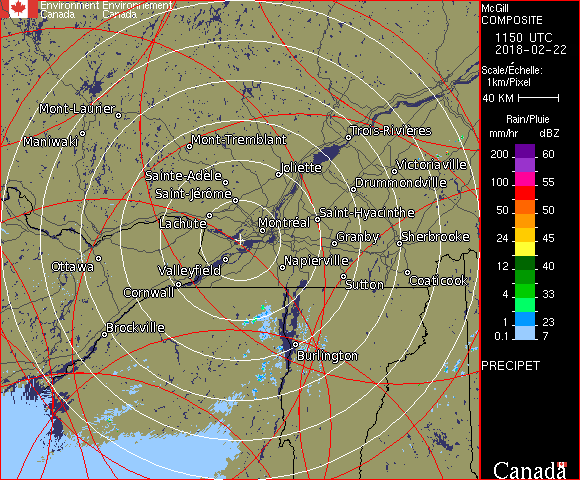 Environment Environnement
Canada Canada
McGill
COMPOSITE
1150 UTC
2018-02-22
Scale/Échelle:
1km/Pixel
40 KM
Rain/Pluie
mm/hr dBZ
200 60
100 55
50 50
24 45
12 40
4 33
1 23
0.1 7
PRECIPET
Canada
Mont-Laurier
Maniwaki
Mont-Tremblant
Trois-Rivières
Joliette
Victoriaville
Sainte-Adèle
Drummondville
Saint-Jérôme
Lachute
Saint-Hyacinthe
Montréal
Granby
Sherbrooke
Ottawa
Valleyfield
Napierville
Cornwall
Sutton
Coaticook
Brockville
Burlington